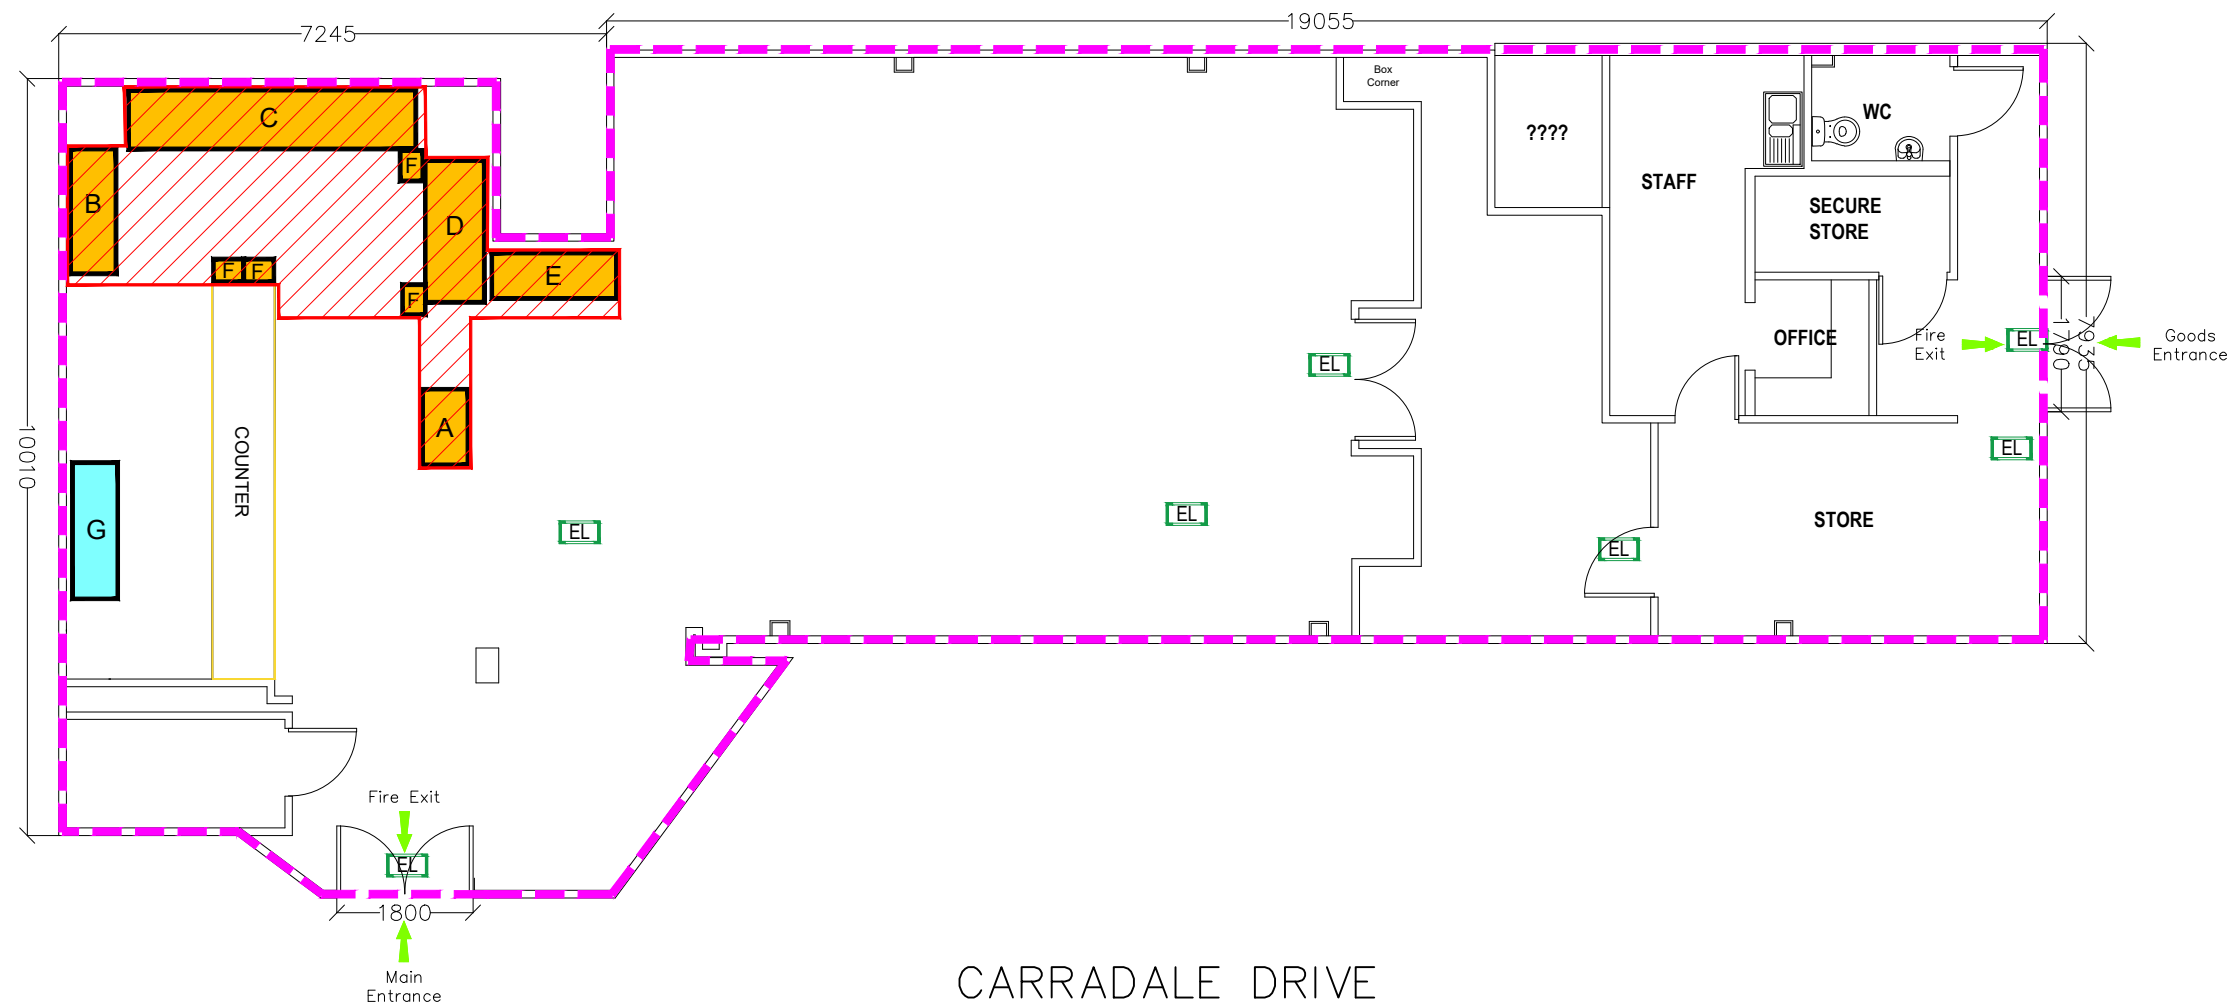 19055
7245
Box
Corner
C
WC
????
F
STAFF
B
SECURE
STORE
D
F
F
E
F
7935
1790
OFFICE
Fire
Exit
EL
Goods
Entrance
EL
A
10010
COUNTER
EL
EL
STORE
G
EL
EL
Fire Exit
EL
1800
Main
Entrance
CARRADALE DRIVE